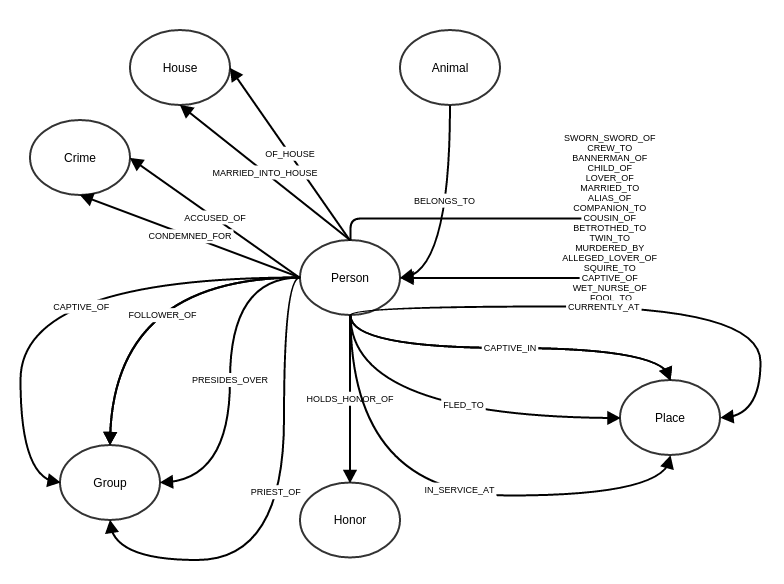 House
Animal
Crime
OF_HOUSE
MARRIED_INTO_HOUSE
SWORN_SWORD_OF
CREW_TO
BANNERMAN_OF
CHILD_OF
LOVER_OF
MARRIED_TO
ALIAS_OF
COMPANION_TO
COUSIN_OF
BETROTHED_TO
TWIN_TO
MURDERED_BY
ALLEGED_LOVER_OF
SQUIRE_TO
CAPTIVE_OF
WET_NURSE_OF
FOOL_TO
BELONGS_TO
ACCUSED_OF
CONDEMNED_FOR
Person
CAPTIVE_OF
FOLLOWER_OF
CURRENTLY_AT
CAPTIVE_IN
PRESIDES_OVER
HOLDS_HONOR_OF
FLED_TO
Place
Group
PRIEST_OF
IN_SERVICE_AT
Honor